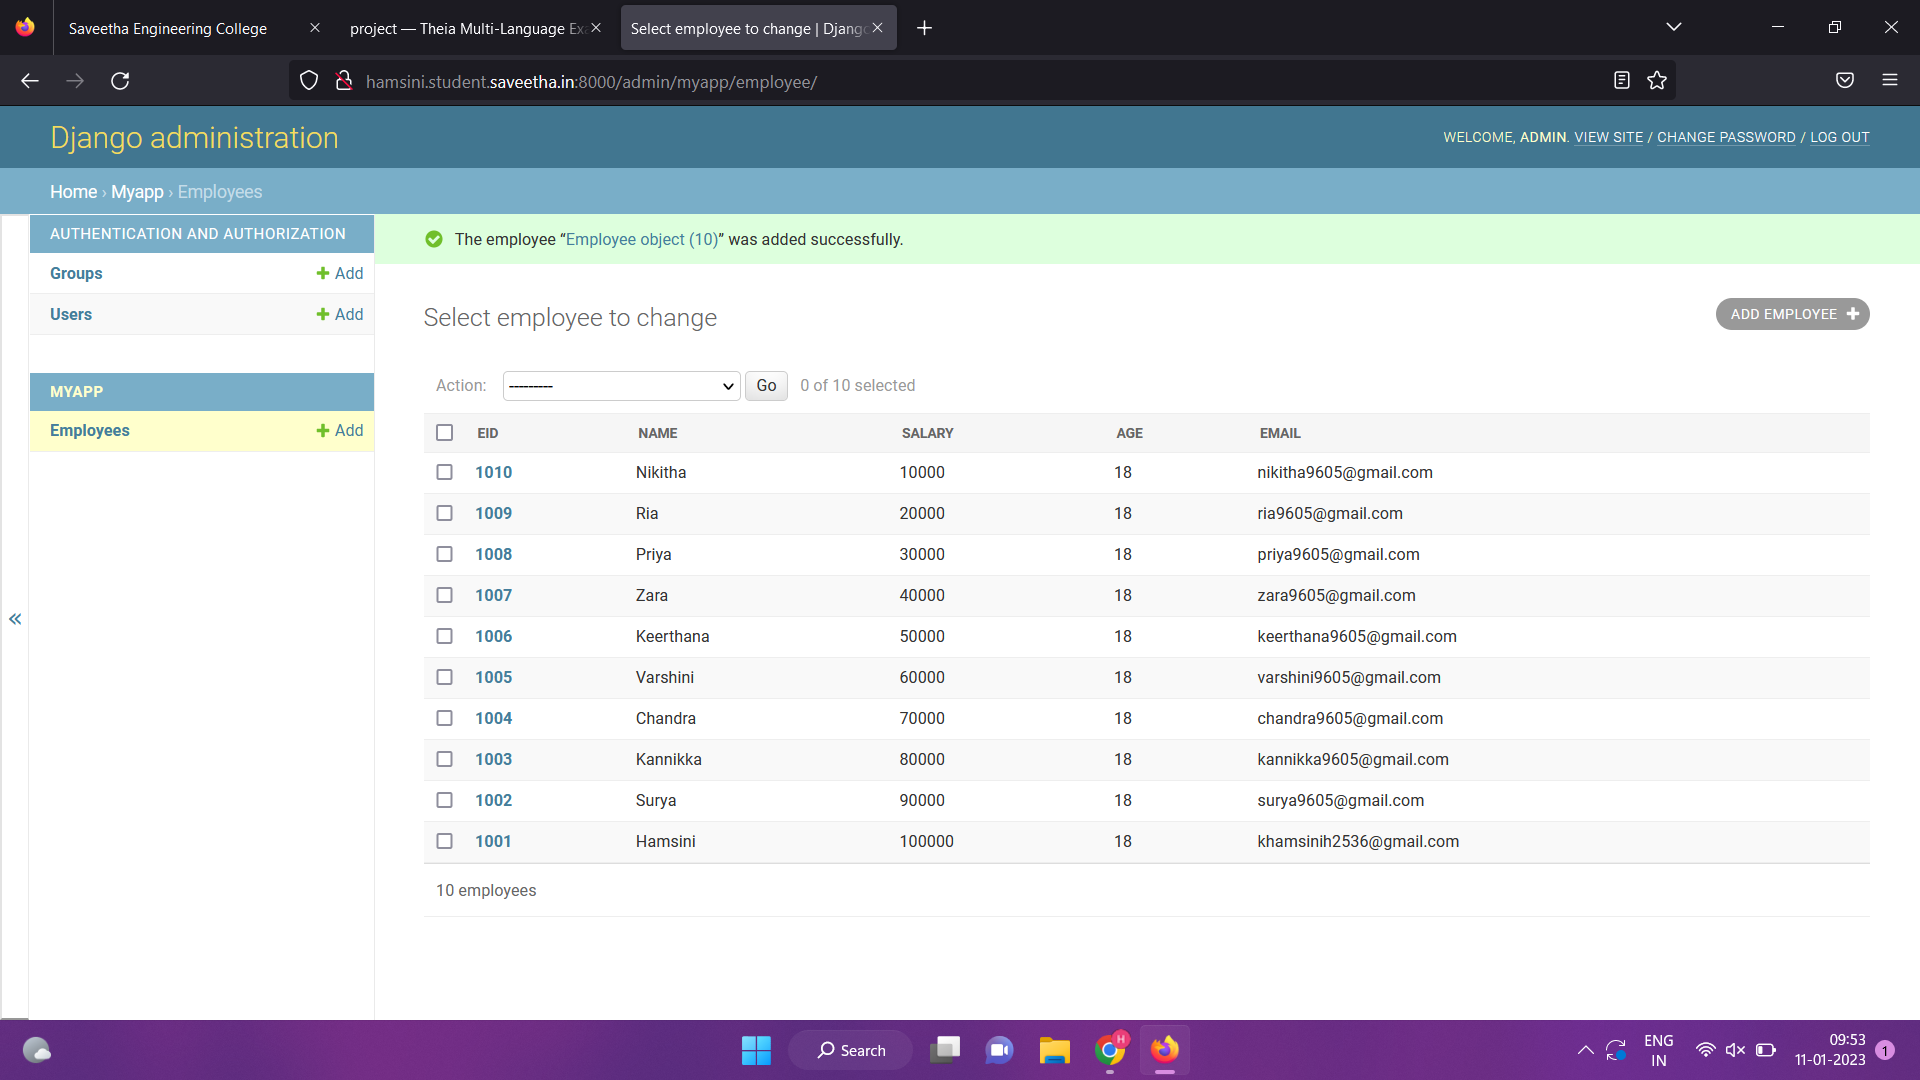 Saveetha Engineering College
project — Theia Multi-Language Exa
Select employee to change | Django
hamsini.student.saveetha.in:8000/admin/myapp/employee/
Django administration
WELCOME, ADMIN. VIEW SITE / CHANGE PASSWORD / LOG OUT
Home › Myapp › Employees
AUTHENTICATION AND AUTHORIZATION
Groups + Add
Users + Add
MYAPP
Employees + Add
The employee “Employee object (10)” was added successfully.
Select employee to change
ADD EMPLOYEE +
Action: --------- Go 0 of 10 selected
EID NAME SALARY AGE EMAIL
1010 Nikitha 10000 18 nikitha9605@gmail.com
1009 Ria 20000 18 ria9605@gmail.com
1008 Priya 30000 18 priya9605@gmail.com
1007 Zara 40000 18 zara9605@gmail.com
1006 Keerthana 50000 18 keerthana9605@gmail.com
1005 Varshini 60000 18 varshini9605@gmail.com
1004 Chandra 70000 18 chandra9605@gmail.com
1003 Kannikka 80000 18 kannikka9605@gmail.com
1002 Surya 90000 18 surya9605@gmail.com
1001 Hamsini 100000 18 khamsinih2536@gmail.com
10 employees
«
Search
H
ENG
IN
09:53
11-01-2023
1